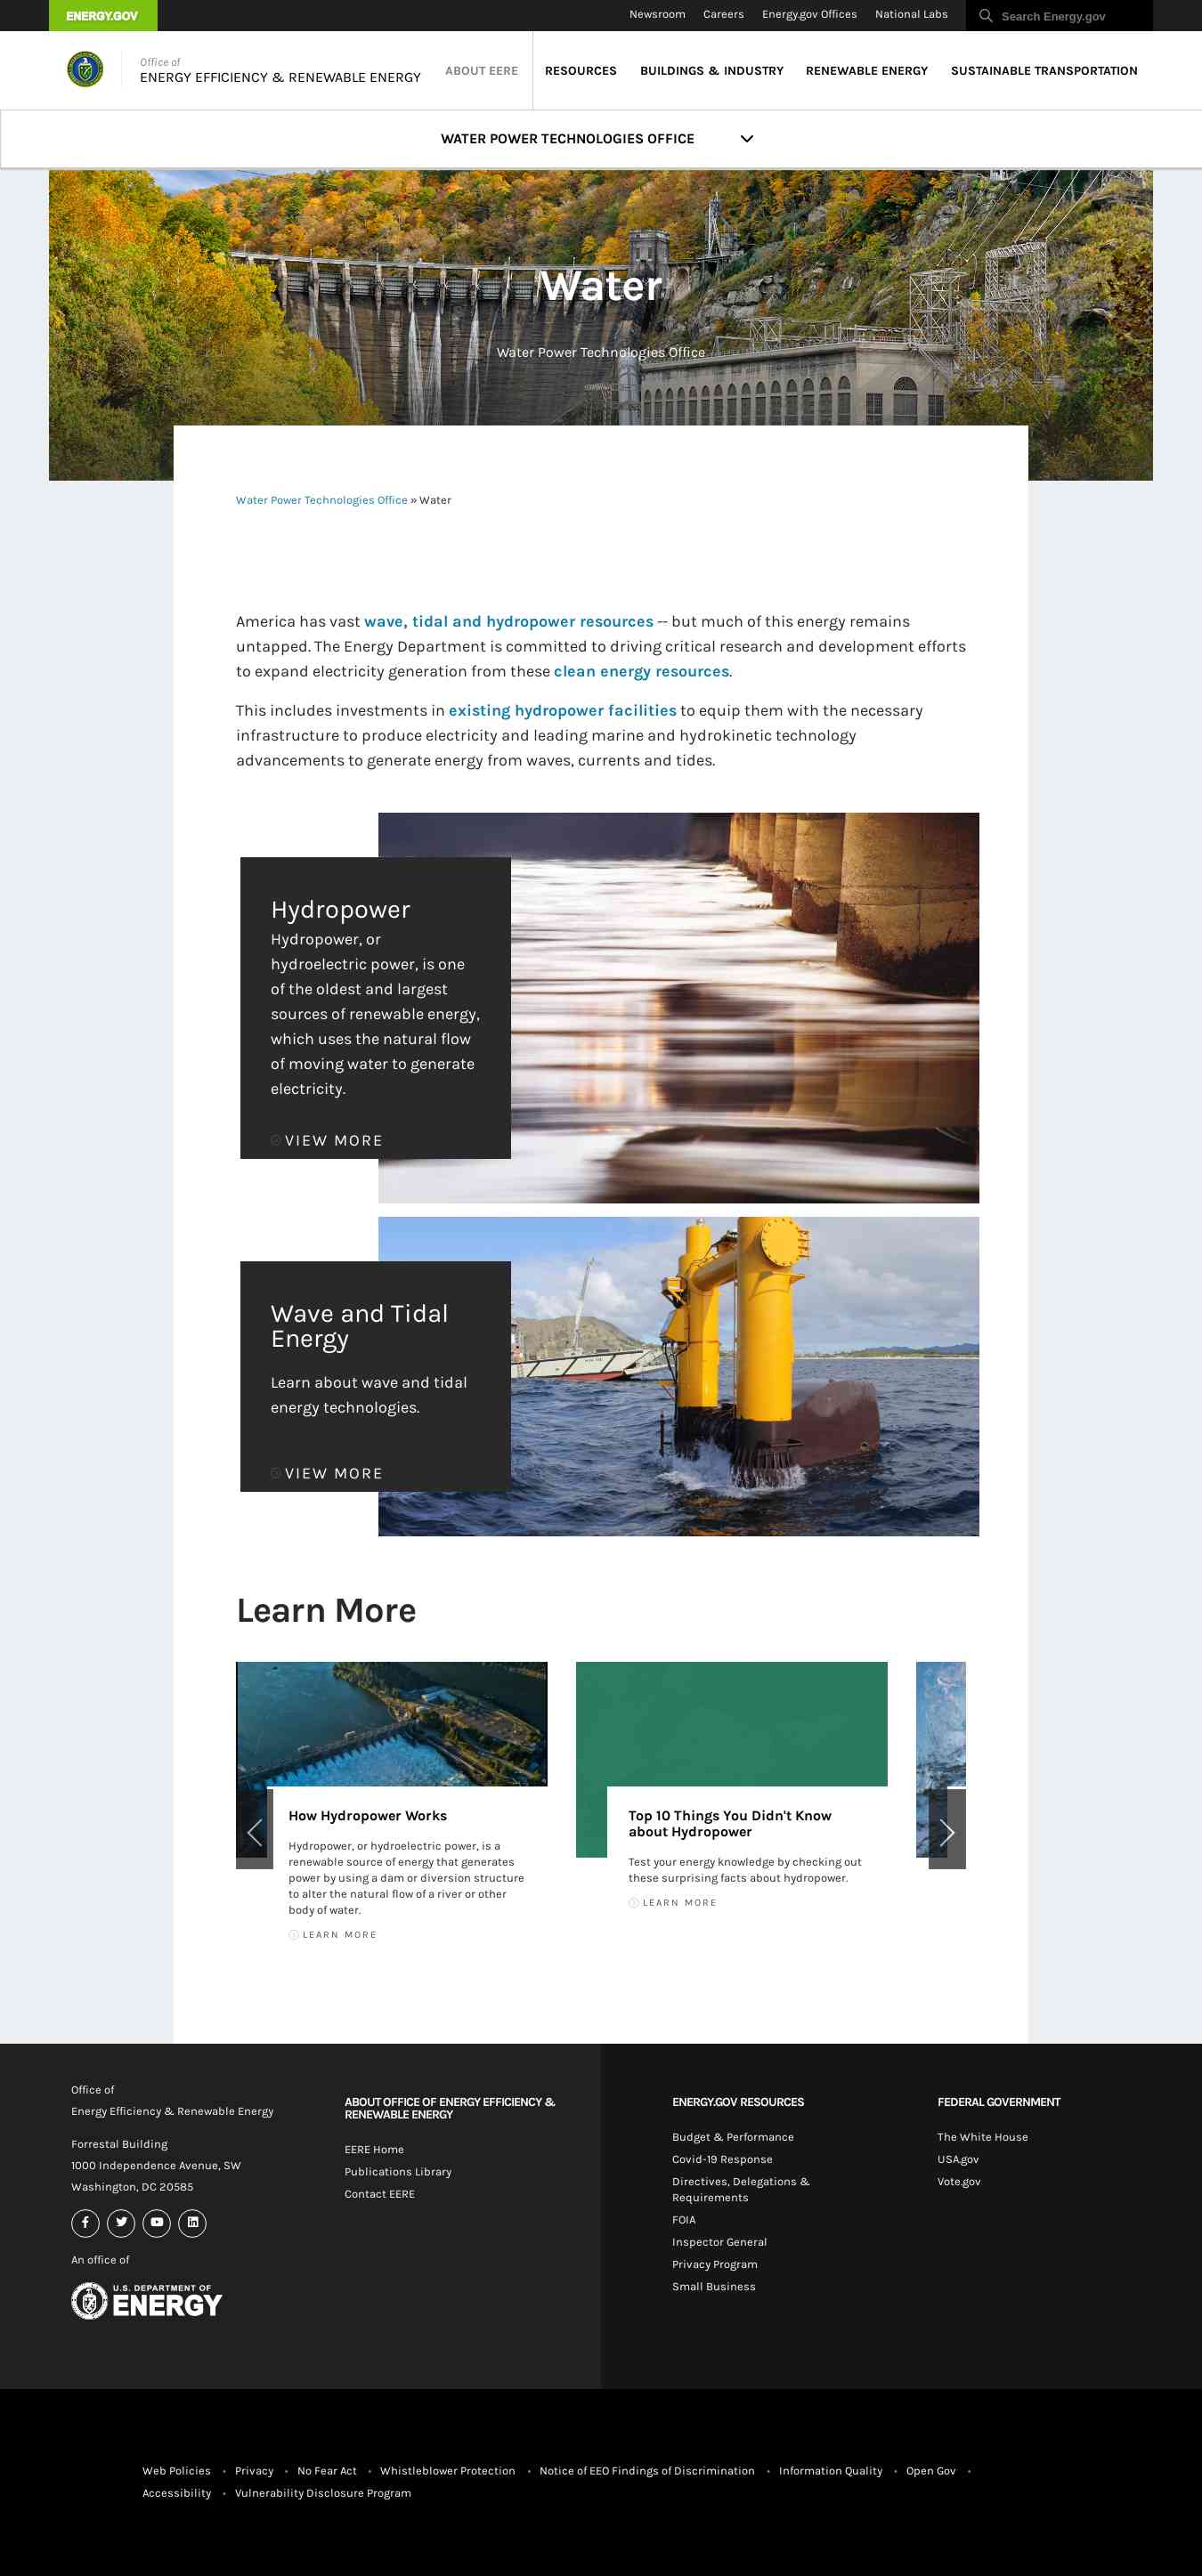 ENERGY.GOV
Newsroom
Careers
Energy.gov Offices
National Labs
Search Energy.gov
Office of
ENERGY EFFICIENCY & RENEWABLE ENERGY
ABOUT EERE
RESOURCES
BUILDINGS & INDUSTRY
RENEWABLE ENERGY
SUSTAINABLE TRANSPORTATION
WATER POWER TECHNOLOGIES OFFICE
Water
Water Power Technologies Office
Water Power Technologies Office » Water
America has vast wave, tidal and hydropower resources -- but much of this energy remains
untapped. The Energy Department is committed to driving critical research and development efforts
to expand electricity generation from these clean energy resources.
This includes investments in existing hydropower facilities to equip them with the necessary
infrastructure to produce electricity and leading marine and hydrokinetic technology
advancements to generate energy from waves, currents and tides.
Hydropower
Hydropower, or
hydroelectric power, is one
of the oldest and largest
sources of renewable energy,
which uses the natural flow
of moving water to generate
electricity.
VIEW MORE
Wave and Tidal
Energy
Learn about wave and tidal
energy technologies.
VIEW MORE
Learn More
How Hydropower Works
Hydropower, or hydroelectric power, is a
renewable source of energy that generates
power by using a dam or diversion structure
to alter the natural flow of a river or other
body of water.
LEARN MORE
Top 10 Things You Didn't Know
about Hydropower
Test your energy knowledge by checking out
these surprising facts about hydropower.
LEARN MORE
Office of
Energy Efficiency & Renewable Energy
Forrestal Building
1000 Independence Avenue, SW
Washington, DC 20585
An office of
U.S. DEPARTMENT OF
ENERGY
ABOUT OFFICE OF ENERGY EFFICIENCY &
RENEWABLE ENERGY
EERE Home
Publications Library
Contact EERE
ENERGY.GOV RESOURCES
Budget & Performance
Covid-19 Response
Directives, Delegations &
Requirements
FOIA
Inspector General
Privacy Program
Small Business
FEDERAL GOVERNMENT
The White House
USA.gov
Vote.gov
Web Policies • Privacy • No Fear Act • Whistleblower Protection • Notice of EEO Findings of Discrimination • Information Quality • Open Gov •
Accessibility • Vulnerability Disclosure Program